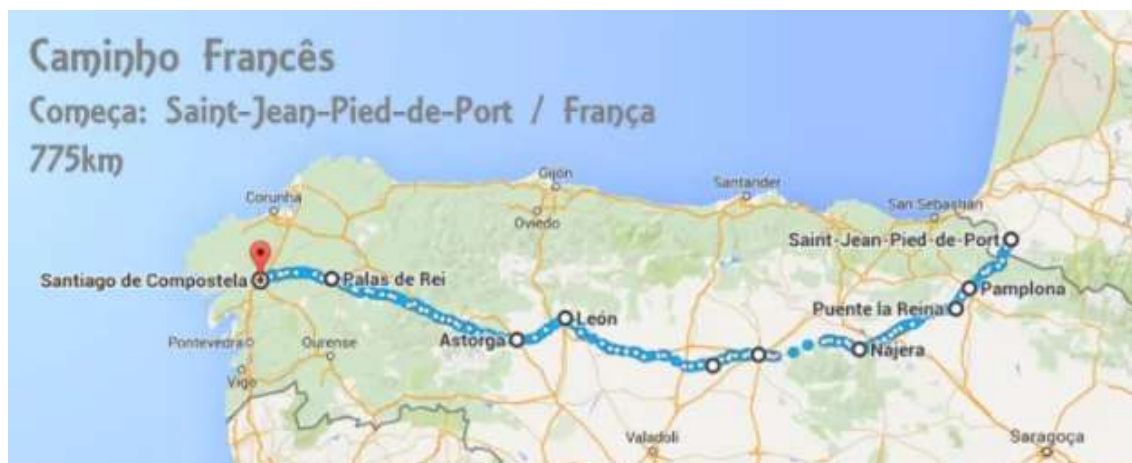 Caminho Francês
Começa: Saint-Jean-Pied-de-Port / França
775km
Gijón
Corunha
Santander
San Sebastián
Oviedo
Saint-Jean-Pied-de-Port
Santiago de Compostela
Palas de Rei
Pamplona
Puente la Reina
León
Astorga
Pontevedra
Ourense
Najera
Vigo
Valadoli
Saragoça